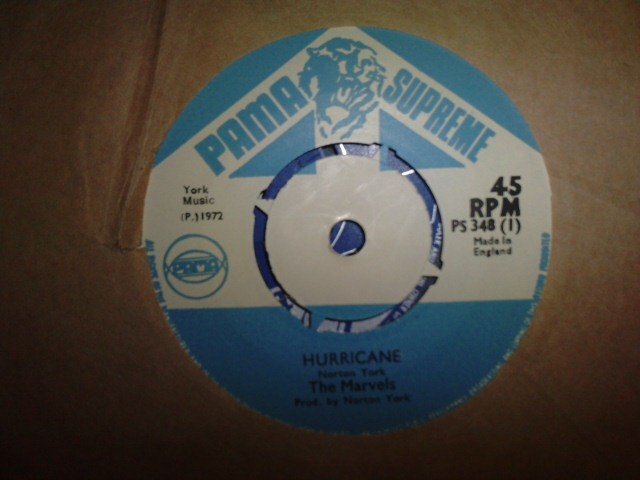 PAMA SUPREME
York
Music
(P.)1972
45
RPM
PS 348 (1)
Made in
England
PAMA
HURRICANE
Norton York
The Marvels
Prod. by Norton York